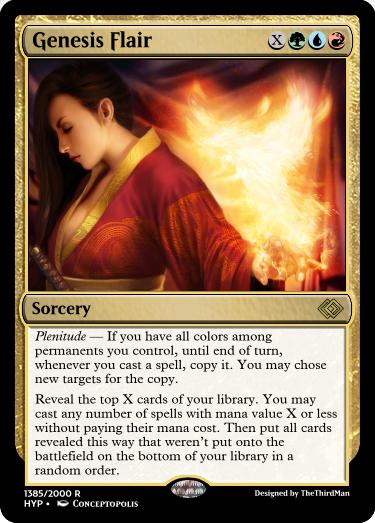 Genesis Flair X
Sorcery
Plenitude — If you have all colors among
permanents you control, until end of turn,
whenever you cast a spell, copy it. You may chose
new targets for the copy.
Reveal the top X cards of your library. You may
cast any number of spells with mana value X or less
without paying their mana cost. Then put all cards
revealed this way that weren't put onto the
battlefield on the bottom of your library in a
random order.
1385/2000 R
HYP • Conceptopolis
Designed by TheThirdMan